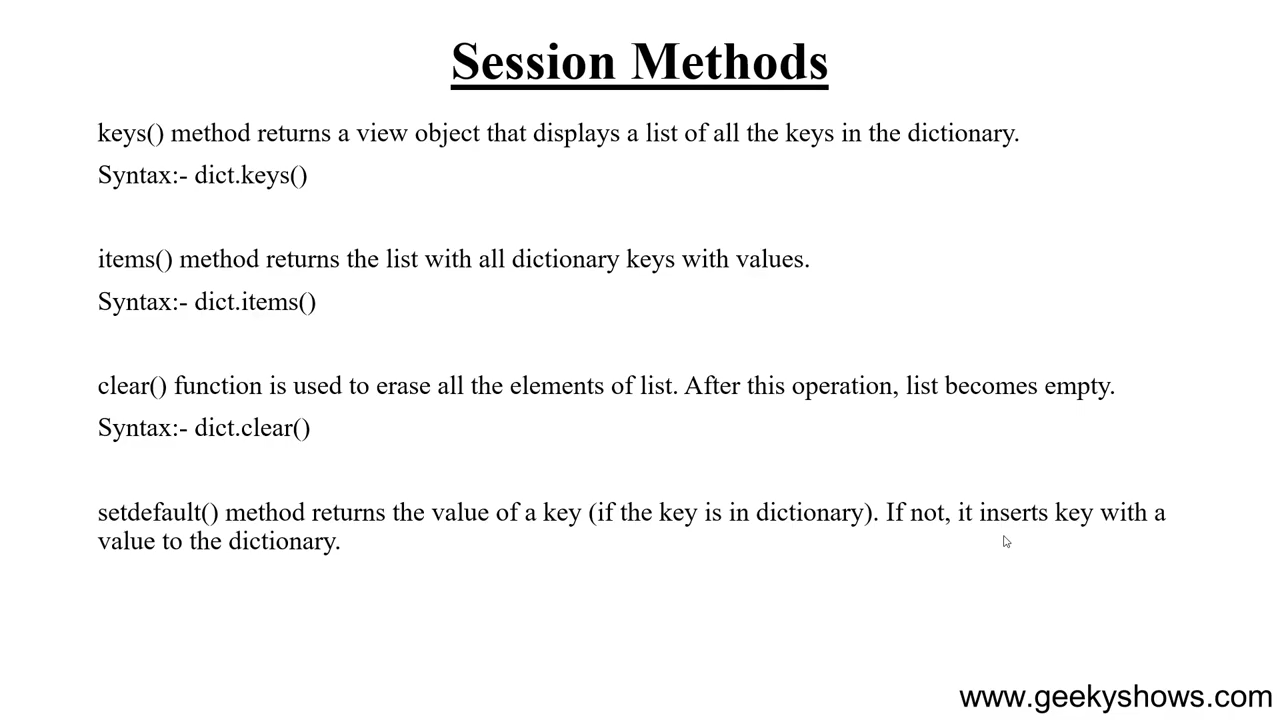 Session Methods
keys() method returns a view object that displays a list of all the keys in the dictionary.
Syntax:- dict.keys()
items() method returns the list with all dictionary keys with values.
Syntax:- dict.items()
clear() function is used to erase all the elements of list. After this operation, list becomes empty.
Syntax:- dict.clear()
setdefault() method returns the value of a key (if the key is in dictionary). If not, it inserts key with a
value to the dictionary.
www.geekyshows.com